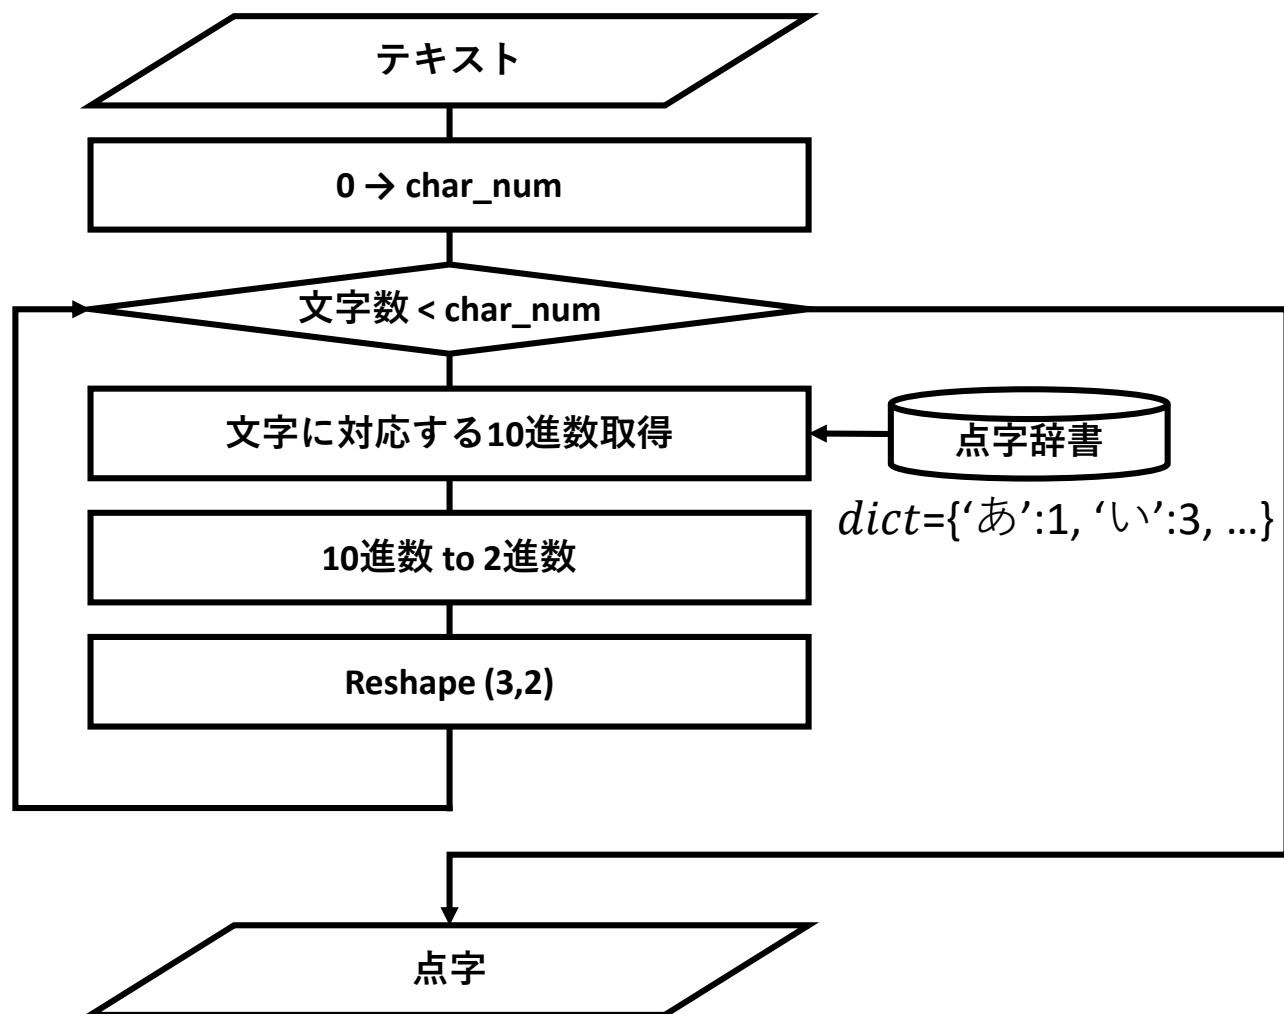 テキスト
0 → char_num
文字数 < char_num
文字に対応する10進数取得
点字辞書
dict={‘あ’:1, ‘い’:3, ...}
10進数 to 2進数
Reshape (3,2)
点字